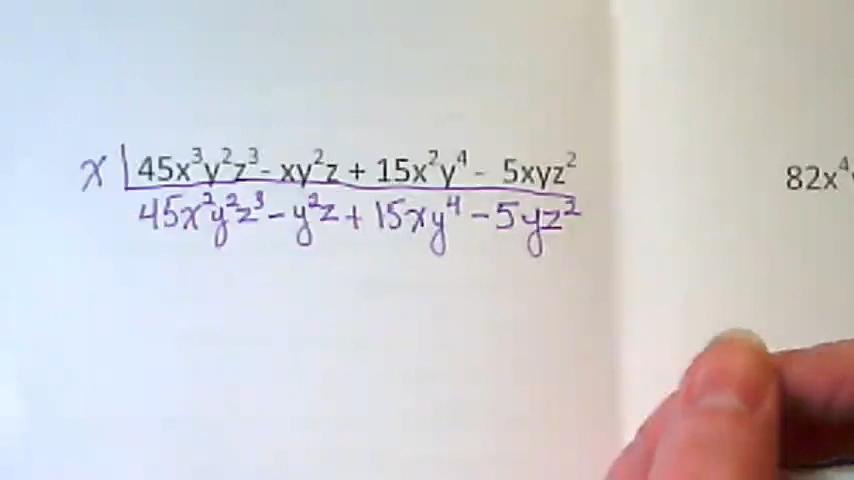 x 45x³y²z³- xy²z + 15x²y⁴ - 5xyz²
45x²y²z³ - y²z + 15xy⁴ - 5yz²
82x⁴